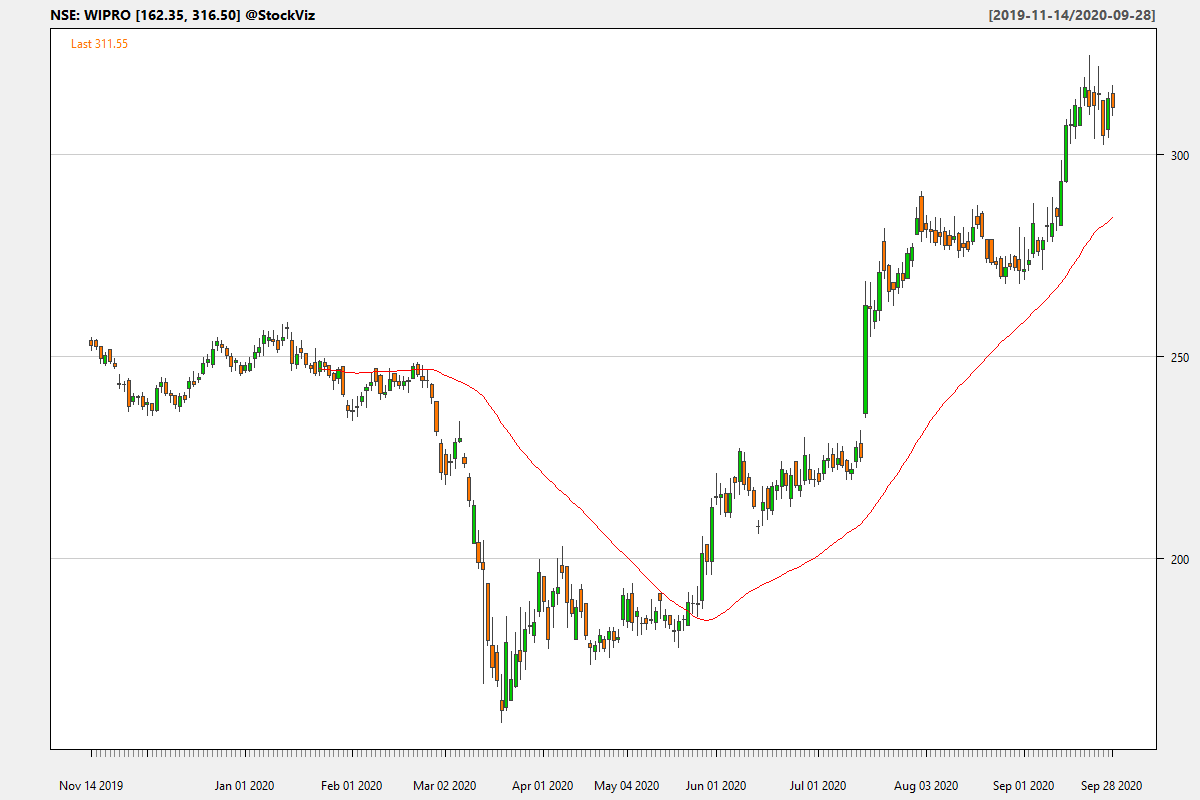 NSE: WIPRO [162.35, 316.50] @StockViz [2019-11-14/2020-09-28]
Last 311.55
300
250
200
Nov 14 2019 Jan 01 2020 Feb 01 2020 Mar 02 2020 Apr 01 2020 May 04 2020 Jun 01 2020 Jul 01 2020 Aug 03 2020 Sep 01 2020 Sep 28 2020